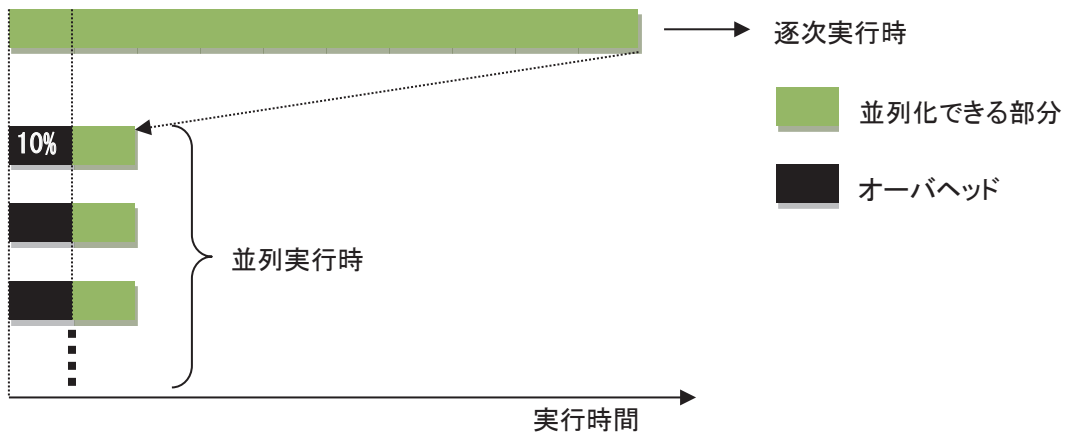 逐次実行時
並列化できる部分
10%
オーバヘッド
並列実行時
実行時間